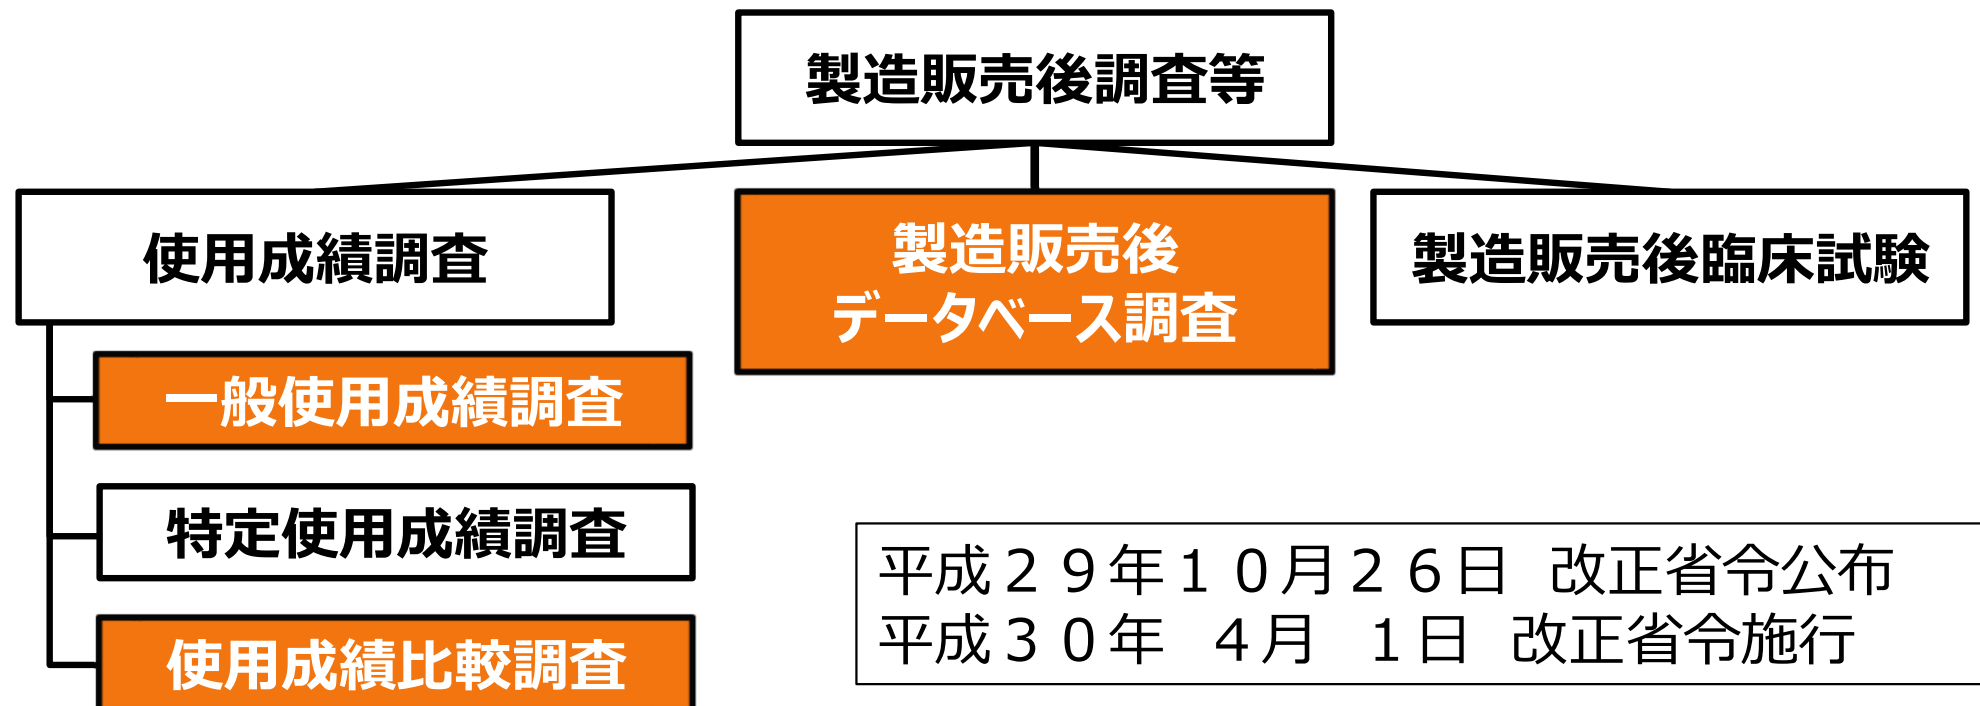 製造販売後調査等
使用成績調査
製造販売後
データベース調査
製造販売後臨床試験
一般使用成績調査
特定使用成績調査
使用成績比較調査
平成２９年１０月２６日 改正省令公布
平成３０年　４月　１日 改正省令施行